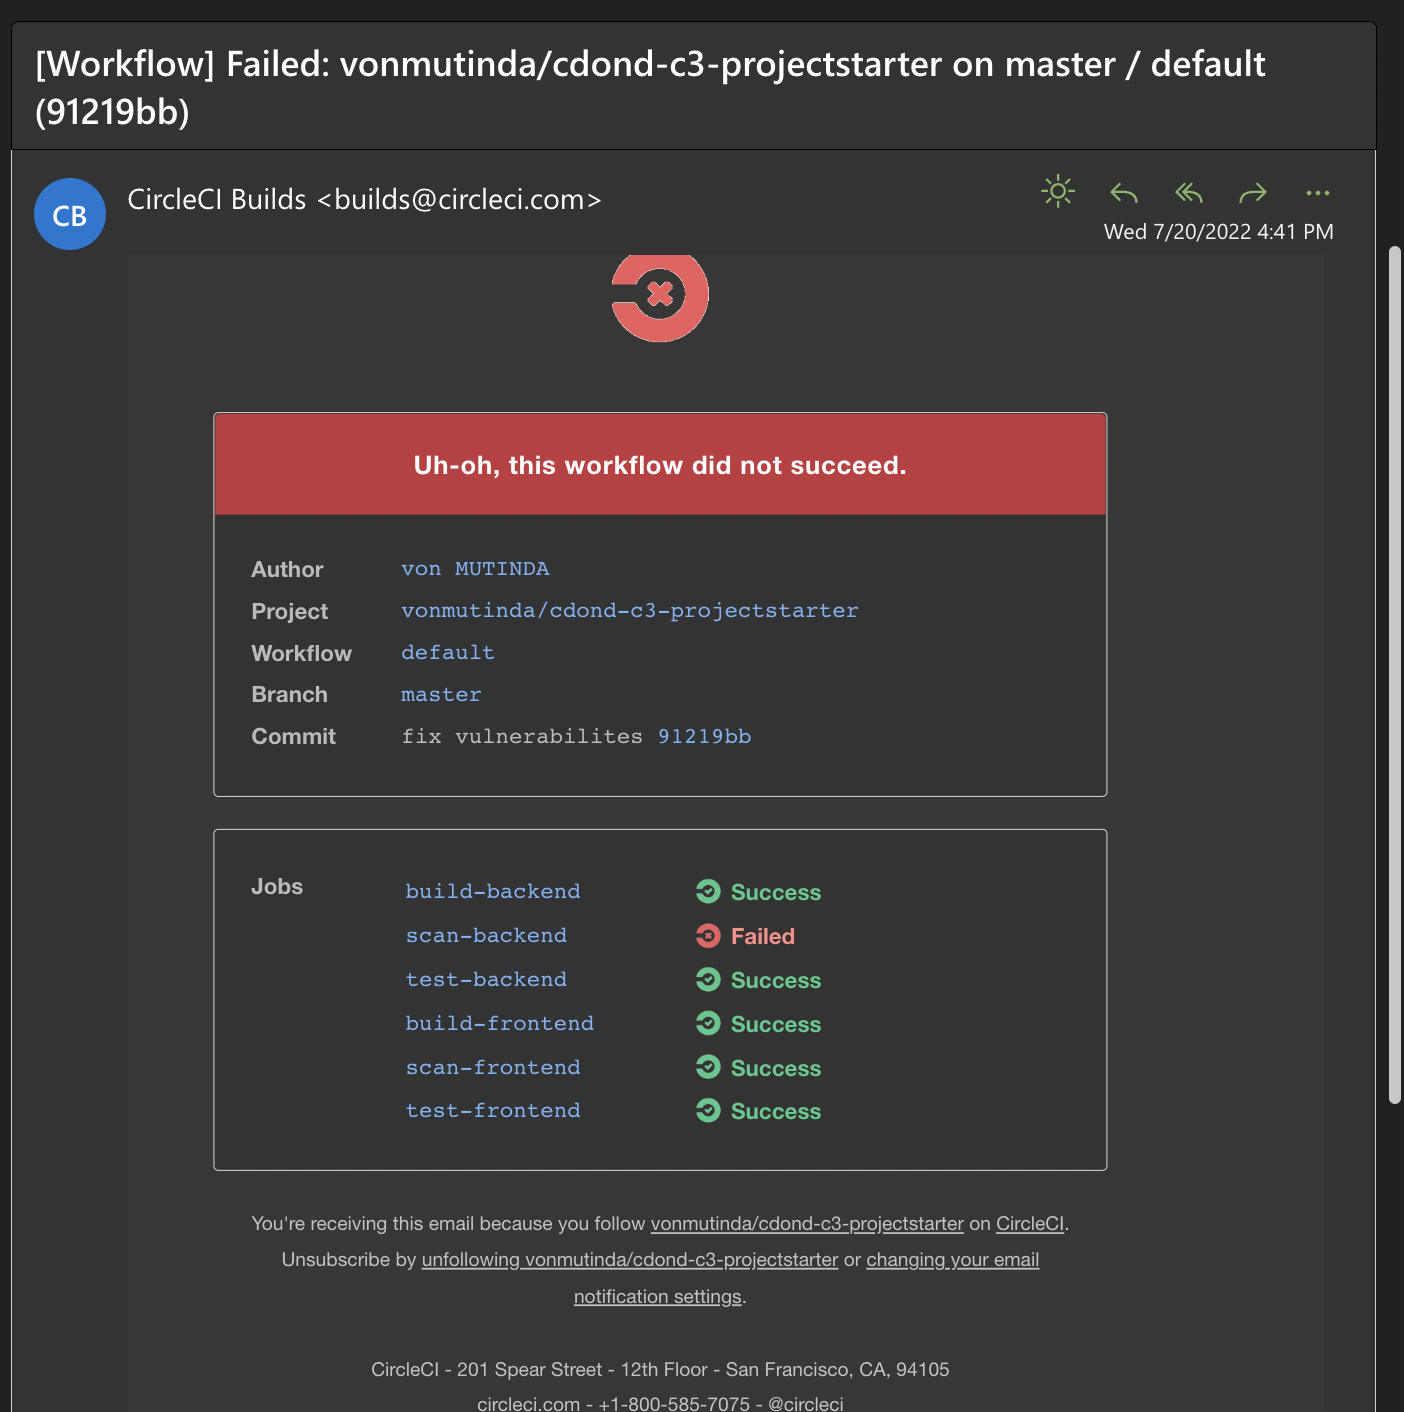 [Workflow] Failed: vonmutinda/cdond-c3-projectstarter on master / default
(91219bb)
CB
CircleCI Builds <builds@circleci.com>
Wed 7/20/2022 4:41 PM
Uh-oh, this workflow did not succeed.
Author von MUTINDA
Project vonmutinda/cdond-c3-projectstarter
Workflow default
Branch master
Commit fix vulnerabilites 91219bb
Jobs build-backend Success
scan-backend Failed
test-backend Success
build-frontend Success
scan-frontend Success
test-frontend Success
You're receiving this email because you follow vonmutinda/cdond-c3-projectstarter on CircleCI.
Unsubscribe by unfollowing vonmutinda/cdond-c3-projectstarter or changing your email
notification settings.
CircleCI - 201 Spear Street - 12th Floor - San Francisco, CA, 94105
circleci.com - +1-800-585-7075 - @circleci